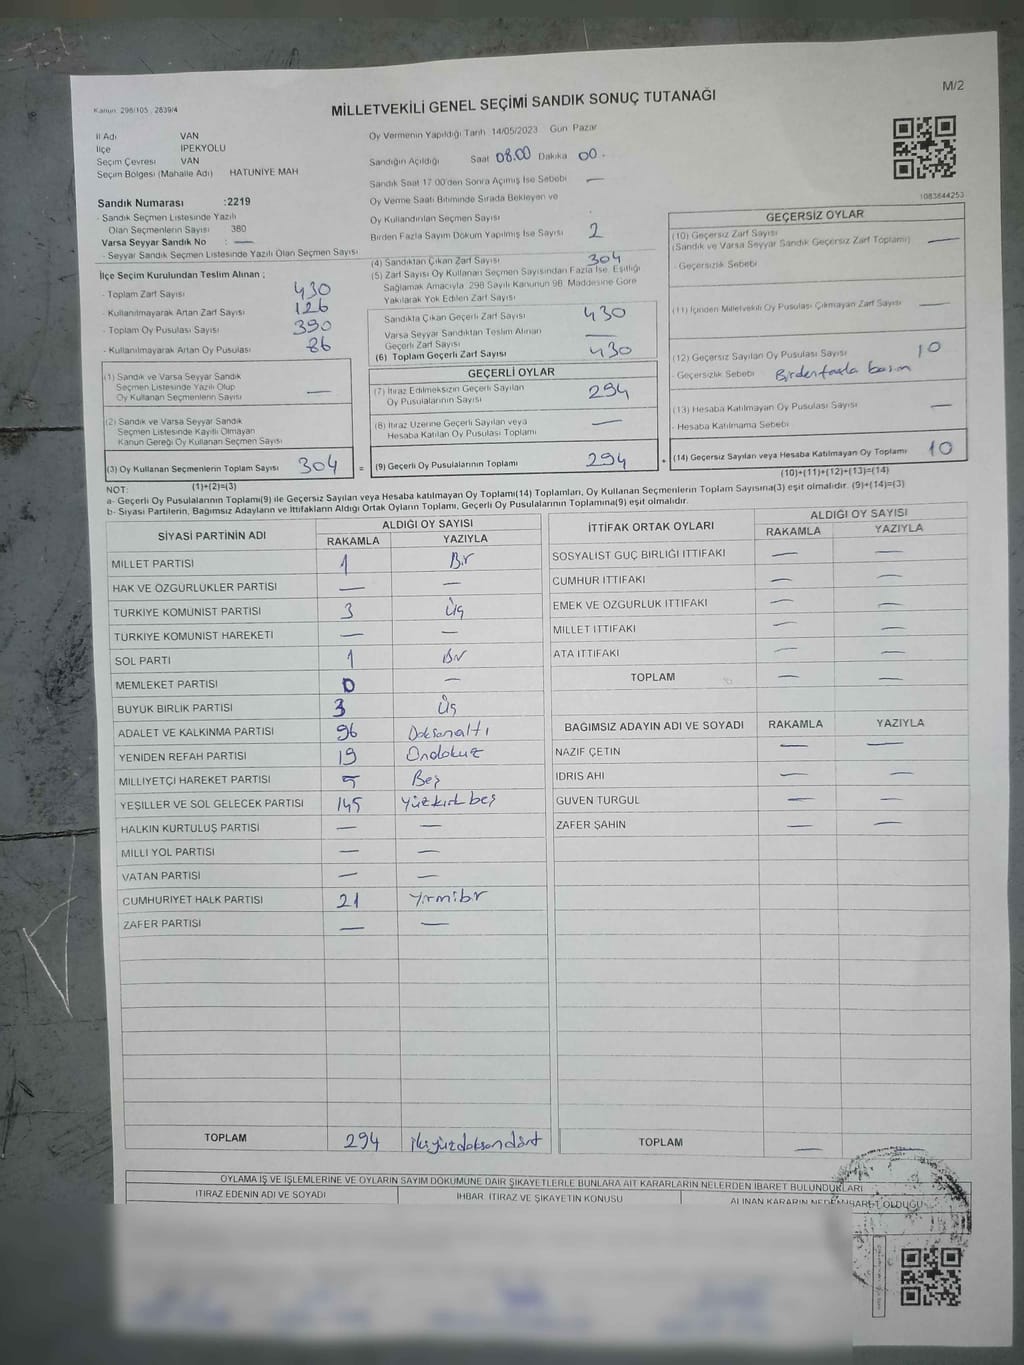 Kanun 298/105, 2839/4
MİLLETVEKİLİ GENEL SEÇİMİ SANDIK SONUÇ TUTANAĞI
M/2
İl Adı VAN
İlçe İPEKYOLU
Seçim Çevresi VAN
Seçim Bölgesi (Mahalle Adı) HATUNİYE MAH
Sandık Numarası :2219
- Sandık Seçmen Listesinde Yazılı
Olan Seçmenlerin Sayısı 380
Varsa Seyyar Sandık No : —
- Seyyar Sandık Seçmen Listesinde Yazılı Olan Seçmen Sayısı
Oy Vermenin Yapıldığı Tarih 14/05/2023 Gün Pazar
Sandığın Açıldığı Saat 08.00 Dakika 00.
Sandık Saat 17.00'den Sonra Açımış İse Sebebi —
Oy Verme Saati Bitiminde Sırada Bekleyen ve
Oy Kullandırılan Seçmen Sayısı
Birden Fazla Sayım Döküm Yapılmış İse Sayısı 2
1083844253
İlçe Seçim Kurulundan Teslim Alınan ;
- Toplam Zarf Sayısı 430
- Kullanılmayarak Artan Zarf Sayısı 126
- Toplam Oy Pusulası Sayısı 390
- Kullanılmayarak Artan Oy Pusulası 86
(4) Sandıktan Çıkan Zarf Sayısı 304
(5) Zarf Sayısı Oy Kullanan Seçmen Sayısından Fazla İse, Eşitliği
Sağlamak Amacıyla 298 Sayılı Kanunun 98. Maddesine Göre
Yakılarak Yok Edilen Zarf Sayısı
Sandıkta Çıkan Geçerli Zarf Sayısı 430
Varsa Seyyar Sandıktan Teslim Alınan
Geçerli Zarf Sayısı —
(6) Toplam Geçerli Zarf Sayısı 430
GEÇERSİZ OYLAR
(10) Geçersiz Zarf Sayısı
(Sandık ve Varsa Seyyar Sandık Geçersiz Zarf Toplamı) —
- Geçersizlik Sebebi
(11) İçinden Milletvekili Oy Pusulası Çıkmayan Zarf Sayısı —
(12) Geçersiz Sayılan Oy Pusulası Sayısı 10
- Geçersizlik Sebebi Birden fazla basım
(13) Hesaba Katılmayan Oy Pusulası Sayısı —
- Hesaba Katılmama Sebebi
(14) Geçersiz Sayılan veya Hesaba Katılmayan Oy Toplamı 10
(10)+(11)+(12)+(13)=(14)
(1) Sandık ve Varsa Seyyar Sandık
Seçmen Listesinde Yazılı Olup
Oy Kullanan Seçmenlerin Sayısı —
(2) Sandık ve Varsa Seyyar Sandık
Seçmen Listesinde Kayıtlı Olmayan
Kanun Gereği Oy Kullanan Seçmen Sayısı
(3) Oy Kullanan Seçmenlerin Toplam Sayısı 304 =
(1)+(2)=(3)
GEÇERLİ OYLAR
(7) İtiraz Edilmeksizin Geçerli Sayılan
Oy Pusulalarının Sayısı 294
(8) İtiraz Üzerine Geçerli Sayılan veya
Hesaba Katılan Oy Pusulası Toplamı —
(9) Geçerli Oy Pusulalarının Toplamı 294 +
NOT:
a- Geçerli Oy Pusulalarının Toplamı(9) ile Geçersiz Sayılan veya Hesaba katılmayan Oy Toplamı(14) Toplamları, Oy Kullanan Seçmenlerin Toplam Sayısına(3) eşit olmalıdır. (9)+(14)=(3)
b- Siyasi Partilerin, Bağımsız Adayların ve İttifakların Aldığı Ortak Oyların Toplamı, Geçerli Oy Pusulalarının Toplamına(9) eşit olmalıdır.
SİYASİ PARTİNİN ADI ALDIĞI OY SAYISI
RAKAMLA YAZIYLA
MİLLET PARTİSİ 1 Bir
HAK VE ÖZGÜRLÜKLER PARTİSİ — —
TÜRKİYE KOMÜNİST PARTİSİ 3 Üç
TÜRKİYE KOMÜNİST HAREKETİ — —
SOL PARTİ 1 Bir
MEMLEKET PARTİSİ 0 —
BÜYÜK BİRLİK PARTİSİ 3 Üç
ADALET VE KALKINMA PARTİSİ 96 Doksanaltı
YENİDEN REFAH PARTİSİ 19 Ondokuz
MİLLİYETÇİ HAREKET PARTİSİ 5 Beş
YEŞİLLER VE SOL GELECEK PARTİSİ 145 Yüzkırkbeş
HALKIN KURTULUŞ PARTİSİ — —
MİLLİ YOL PARTİSİ — —
VATAN PARTİSİ — —
CUMHURİYET HALK PARTİSİ 21 Yirmibir
ZAFER PARTİSİ — —
TOPLAM 294 ikiyüzdoksandört
İTTİFAK ORTAK OYLARI ALDIĞI OY SAYISI
RAKAMLA YAZIYLA
SOSYALİST GÜÇ BİRLİĞİ İTTİFAKI — —
CUMHUR İTTİFAKI — —
EMEK VE ÖZGÜRLÜK İTTİFAKI — —
MİLLET İTTİFAKI — —
ATA İTTİFAKI — —
TOPLAM — —
BAĞIMSIZ ADAYIN ADI VE SOYADI RAKAMLA YAZIYLA
NAZİF ÇETİN — —
İDRİS AHİ — —
GÜVEN TURGUL — —
ZAFER ŞAHİN — —
TOPLAM — —
OYLAMA İŞ VE İŞLEMLERİNE VE OYLARIN SAYIM DÖKÜMÜNE DAİR ŞİKAYETLERLE BUNLARA AİT KARARLARIN NELERDEN İBARET BULUNDUKLARI
İTİRAZ EDENİN ADI VE SOYADI İHBAR, İTİRAZ VE ŞİKAYETİN KONUSU ALINAN KARARIN NEDEN İBARET OLDUĞU